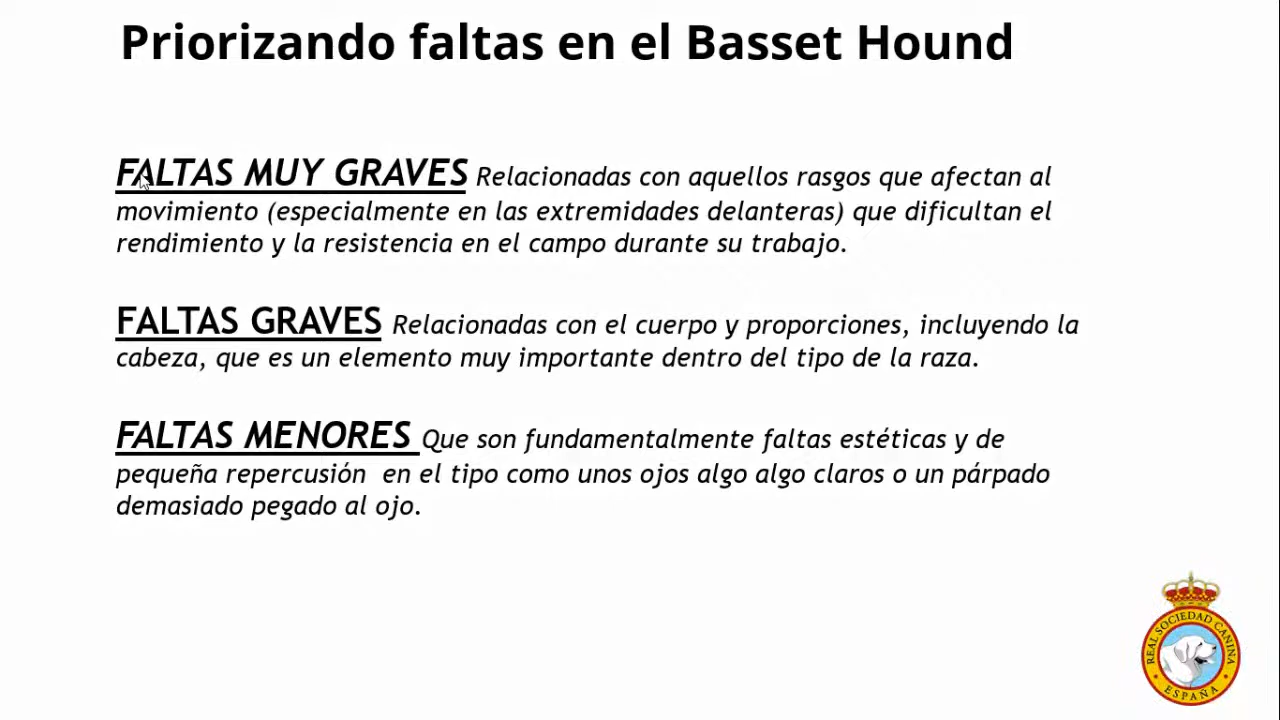 Priorizando faltas en el Basset Hound
FALTAS MUY GRAVES Relacionadas con aquellos rasgos que afectan al
movimiento (especialmente en las extremidades delanteras) que dificultan el
rendimiento y la resistencia en el campo durante su trabajo.
FALTAS GRAVES Relacionadas con el cuerpo y proporciones, incluyendo la
cabeza, que es un elemento muy importante dentro del tipo de la raza.
FALTAS MENORES Que son fundamentalmente faltas estéticas y de
pequeña repercusión  en el tipo como unos ojos algo algo claros o un párpado
demasiado pegado al ojo.
REAL SOCIEDAD CANINA
ESPAÑA